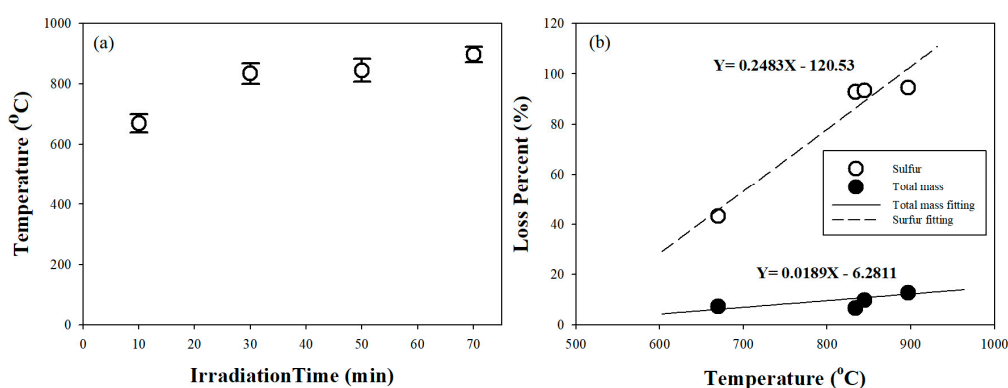 (a)
1000
800
600
400
200
0
Temperature (⁰C)
0 10 20 30 40 50 60 70
IrradiationTime (min)
(b)
120
100
80
60
40
20
0
Loss Percent (%)
Y= 0.2483X - 120.53
Sulfur
Total mass
Total mass fitting
Surfur fitting
Y= 0.0189X - 6.2811
500 600 700 800 900 1000
Temperature (⁰C)